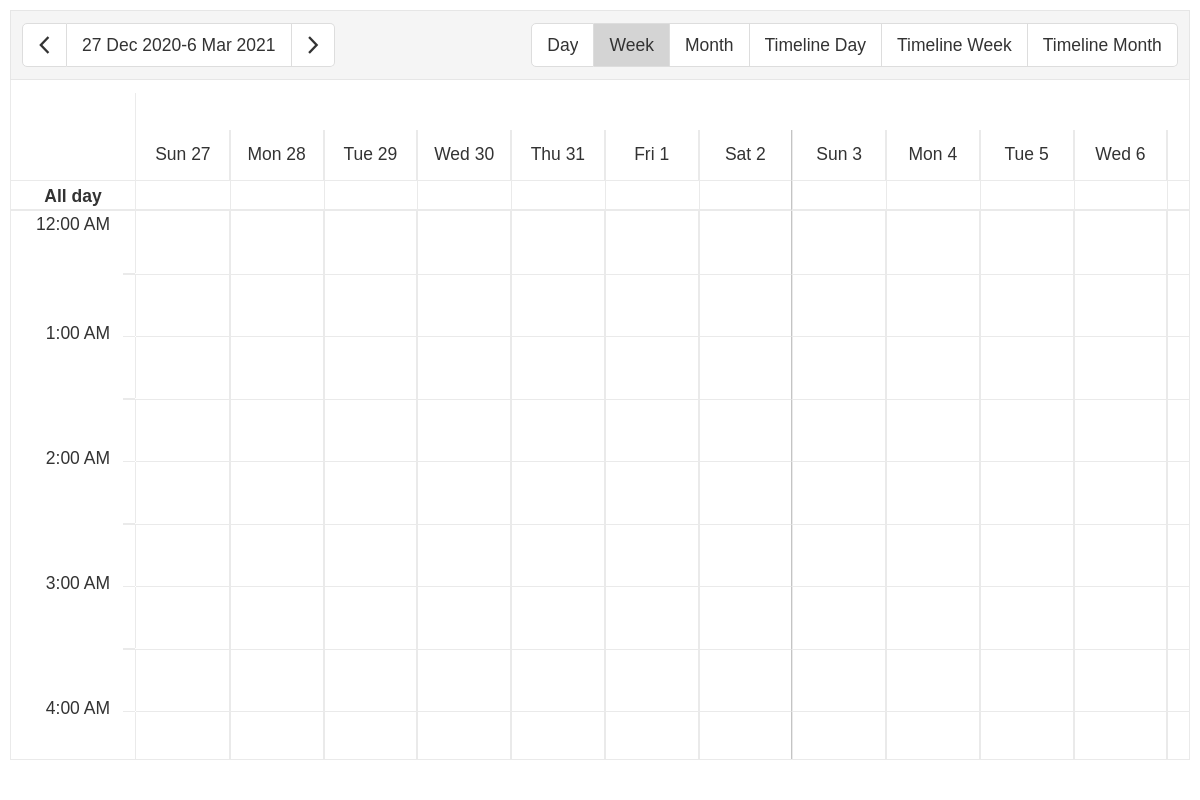 27 Dec 2020-6 Mar 2021 Day Week Month Timeline Day Timeline Week Timeline Month
Sun 27 Mon 28 Tue 29 Wed 30 Thu 31 Fri 1 Sat 2 Sun 3 Mon 4 Tue 5 Wed 6
All day
12:00 AM
1:00 AM
2:00 AM
3:00 AM
4:00 AM